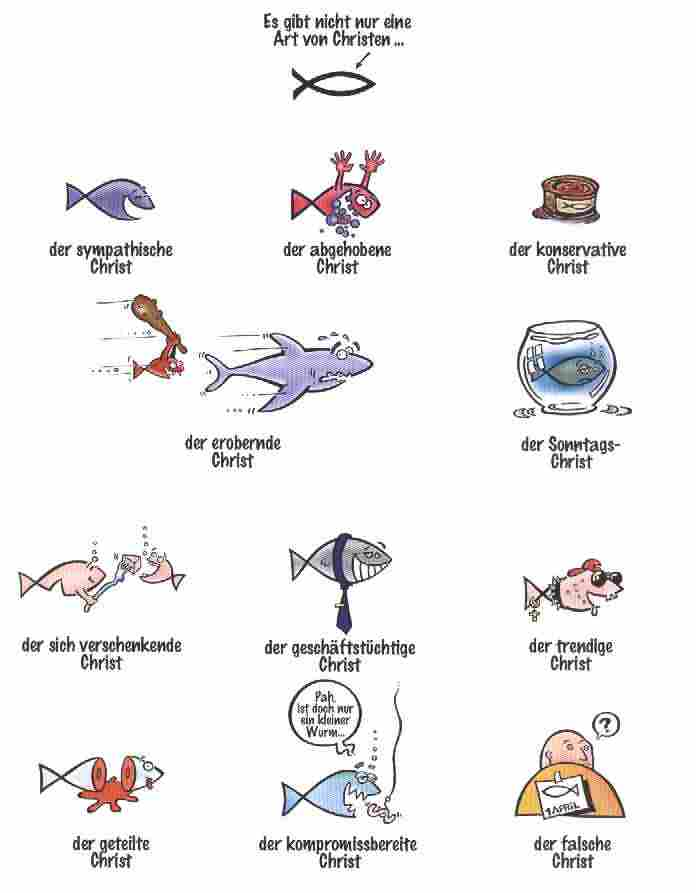 Es gibt nicht nur eine
Art von Christen ...
der sympathische
Christ
der abgehobene
Christ
der konservative
Christ
der erobernde
Christ
der Sonntags-
Christ
der sich verschenkende
Christ
der geschäftstüchtige
Christ
der trendige
Christ
Pah,
ist doch nur
ein kleiner
Wurm...
?
1.APRIL
der geteilte
Christ
der kompromissbereite
Christ
der falsche
Christ